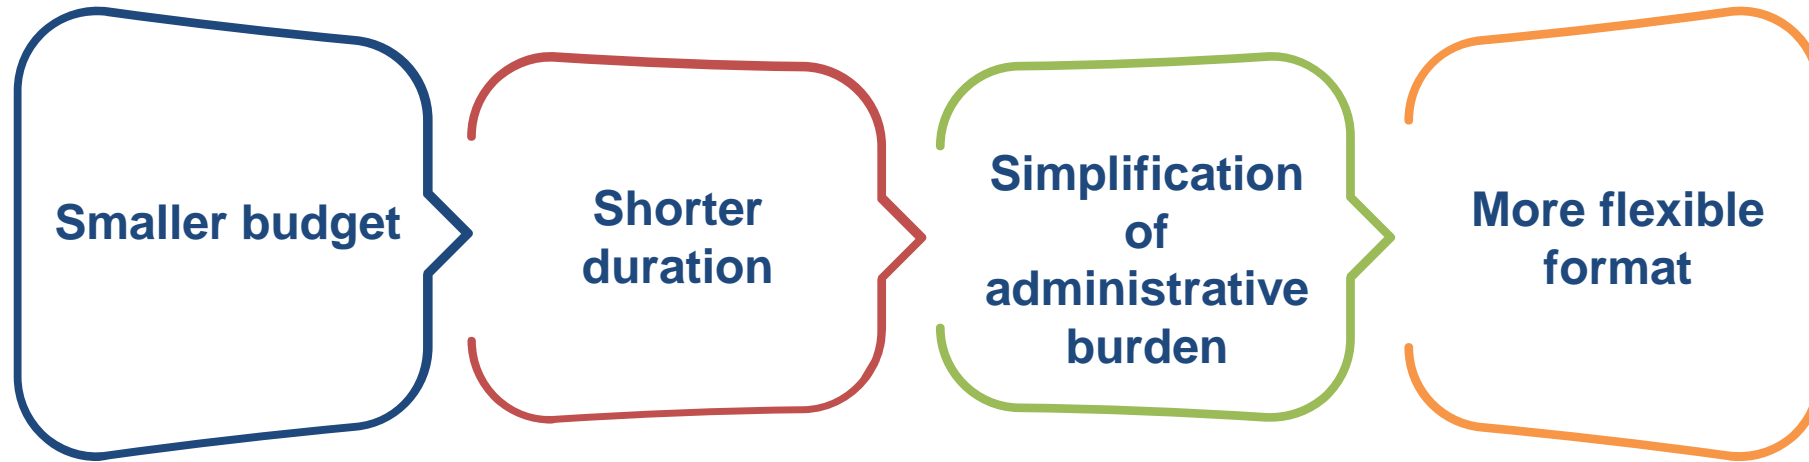 Smaller budget
Shorter
duration
Simplification
of
administrative
burden
More flexible
format